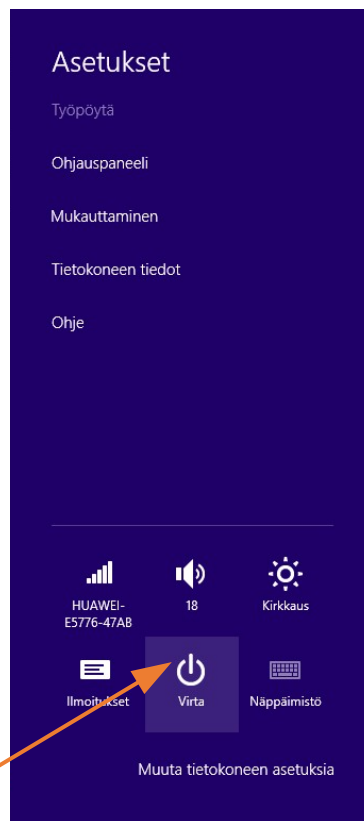 Asetukset
Työpöytä
Ohjauspaneeli
Mukauttaminen
Tietokoneen tiedot
Ohje
HUAWEI-
E5776-47AB
18
Kirkkaus
Ilmoitukset
Virta
Näppäimistö
Muuta tietokoneen asetuksia